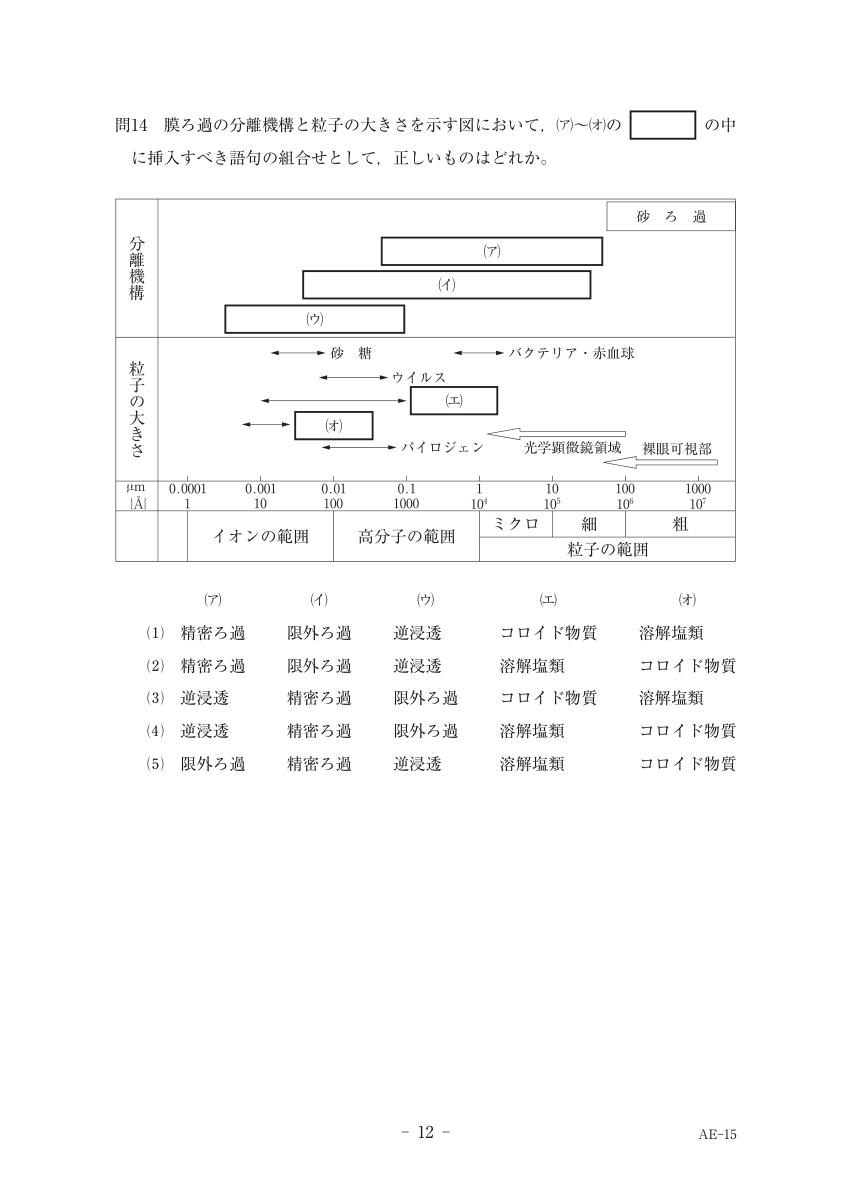 問14 膜ろ過の分離機構と粒子の大きさを示す図において，㈠～㈺の の中
に挿入すべき語句の組合せとして，正しいものはどれか。
分離機構
砂 ろ 過
(ア)
(イ)
(ウ)
粒子の大きさ
砂 糖
バクテリア・赤血球
ウイルス
(エ)
(オ)
パイロジェン
光学顕微鏡領域
裸眼可視部
μm 0.0001 0.001 0.01 0.1 1 10 100 1000
{Å} 1 10 100 1000 10⁴ 10⁵ 10⁶ 10⁷
イオンの範囲 高分子の範囲 ミクロ 細 粗
粒子の範囲
(ア) (イ) (ウ) (エ) (オ)
(1) 精密ろ過 限外ろ過 逆浸透 コロイド物質 溶解塩類
(2) 精密ろ過 限外ろ過 逆浸透 溶解塩類 コロイド物質
(3) 逆浸透 精密ろ過 限外ろ過 コロイド物質 溶解塩類
(4) 逆浸透 精密ろ過 限外ろ過 溶解塩類 コロイド物質
(5) 限外ろ過 精密ろ過 逆浸透 溶解塩類 コロイド物質
－ 12 －
AE-15